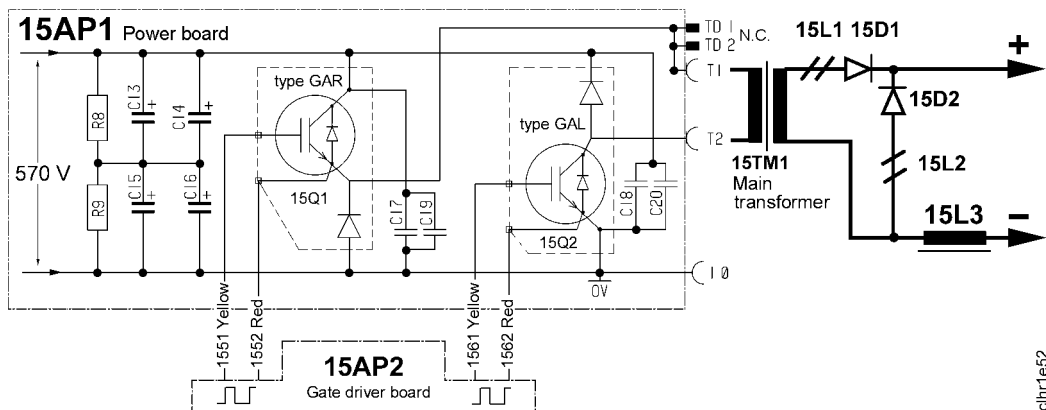 15AP1 Power board
TD 1
TD 2
N.C.
T1
T2
10
15L1 15D1
+
15D2
15L2
15TM1
Main
transformer
15L3
−
type GAR
type GAL
570 V
R8
R9
C13
+
C14
+
C15
+
C16
+
15Q1
C17
C19
15Q2
C18
C20
0V
1551 Yellow
1552 Red
1561 Yellow
1562 Red
15AP2
Gate driver board
clhr1e52